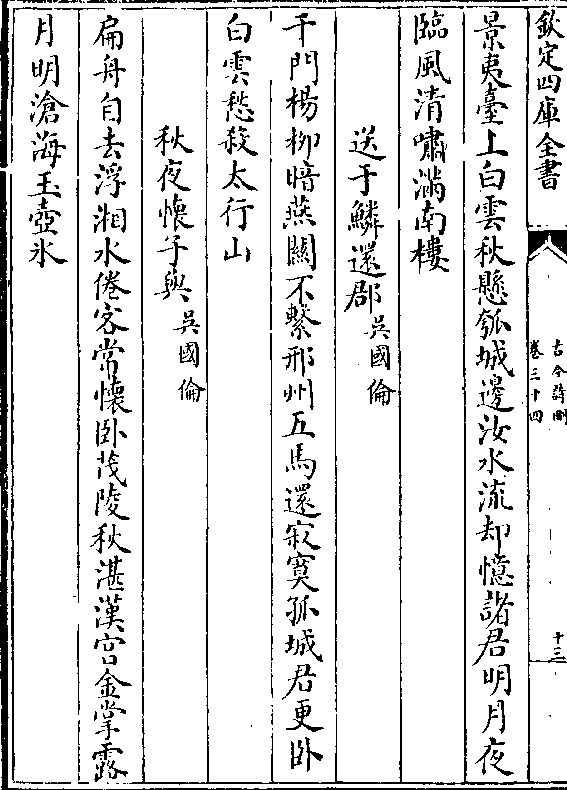 欽定四庫全書
古今詩刪
卷三十四
十三
景夷臺上白雲秋懸瓠城邊汝水流却憶諸君明月夜
臨風清嘯滿南樓
送于鱗還郡吳國倫
千門楊柳暗燕關不繫邢州五馬還寂寞孤城君更卧
白雲愁殺太行山
秋夜懷子與吳國倫
扁舟自去浮湘水倦客常懷卧茂陵秋湛漢宫金掌露
月明滄海玉壺氷